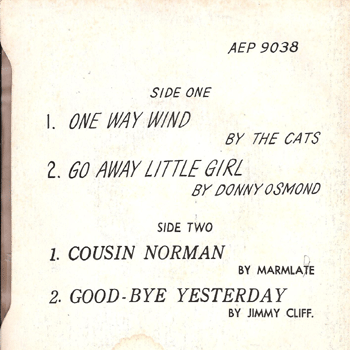 AEP 9038
SIDE ONE
1. ONE WAY WIND
BY THE CATS
2. GO AWAY LITTLE GIRL
BY DONNY OSMOND
SIDE TWO
1. COUSIN NORMAN
BY MARMLATE
2. GOOD-BYE YESTERDAY
BY JIMMY CLIFF.